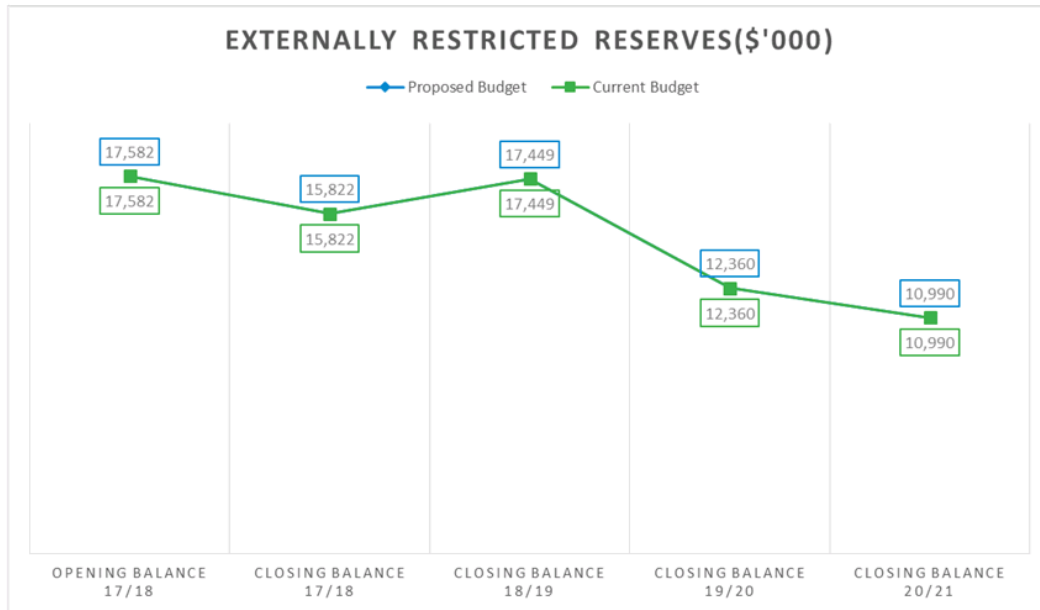 EXTERNALLY RESTRICTED RESERVES($'000)
Proposed Budget Current Budget
17,582
17,582
15,822
15,822
17,449
17,449
12,360
12,360
10,990
10,990
OPENING BALANCE 17/18
CLOSING BALANCE 17/18
CLOSING BALANCE 18/19
CLOSING BALANCE 19/20
CLOSING BALANCE 20/21